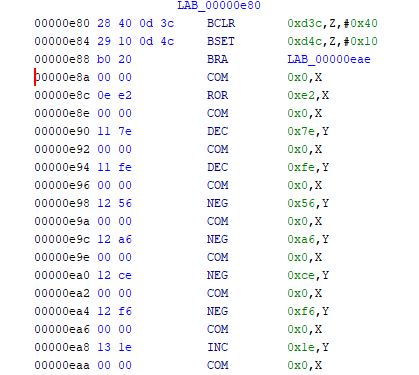 LAB_00000e80
00000e80 28 40 0d 3c BCLR 0xd3c,Z,#0x40
00000e84 29 10 0d 4c BSET 0xd4c,Z,#0x10
00000e88 b0 20 BRA LAB_00000eae
00000e8a 00 00 COM 0x0,X
00000e8c 0e e2 ROR 0xe2,X
00000e8e 00 00 COM 0x0,X
00000e90 11 7e DEC 0x7e,Y
00000e92 00 00 COM 0x0,X
00000e94 11 fe DEC 0xfe,Y
00000e96 00 00 COM 0x0,X
00000e98 12 56 NEG 0x56,Y
00000e9a 00 00 COM 0x0,X
00000e9c 12 a6 NEG 0xa6,Y
00000e9e 00 00 COM 0x0,X
00000ea0 12 ce NEG 0xce,Y
00000ea2 00 00 COM 0x0,X
00000ea4 12 f6 NEG 0xf6,Y
00000ea6 00 00 COM 0x0,X
00000ea8 13 1e INC 0x1e,Y
00000eaa 00 00 COM 0x0,X